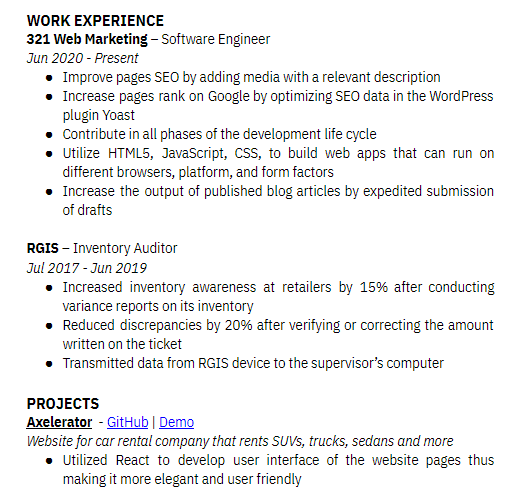 WORK EXPERIENCE
321 Web Marketing – Software Engineer
Jun 2020 - Present
● Improve pages SEO by adding media with a relevant description
● Increase pages rank on Google by optimizing SEO data in the WordPress
plugin Yoast
● Contribute in all phases of the development life cycle
● Utilize HTML5, JavaScript, CSS, to build web apps that can run on
different browsers, platform, and form factors
● Increase the output of published blog articles by expedited submission
of drafts
RGIS – Inventory Auditor
Jul 2017 - Jun 2019
● Increased inventory awareness at retailers by 15% after conducting
variance reports on its inventory
● Reduced discrepancies by 20% after verifying or correcting the amount
written on the ticket
● Transmitted data from RGIS device to the supervisor’s computer
PROJECTS
Axelerator - GitHub | Demo
Website for car rental company that rents SUVs, trucks, sedans and more
● Utilized React to develop user interface of the website pages thus
making it more elegant and user friendly